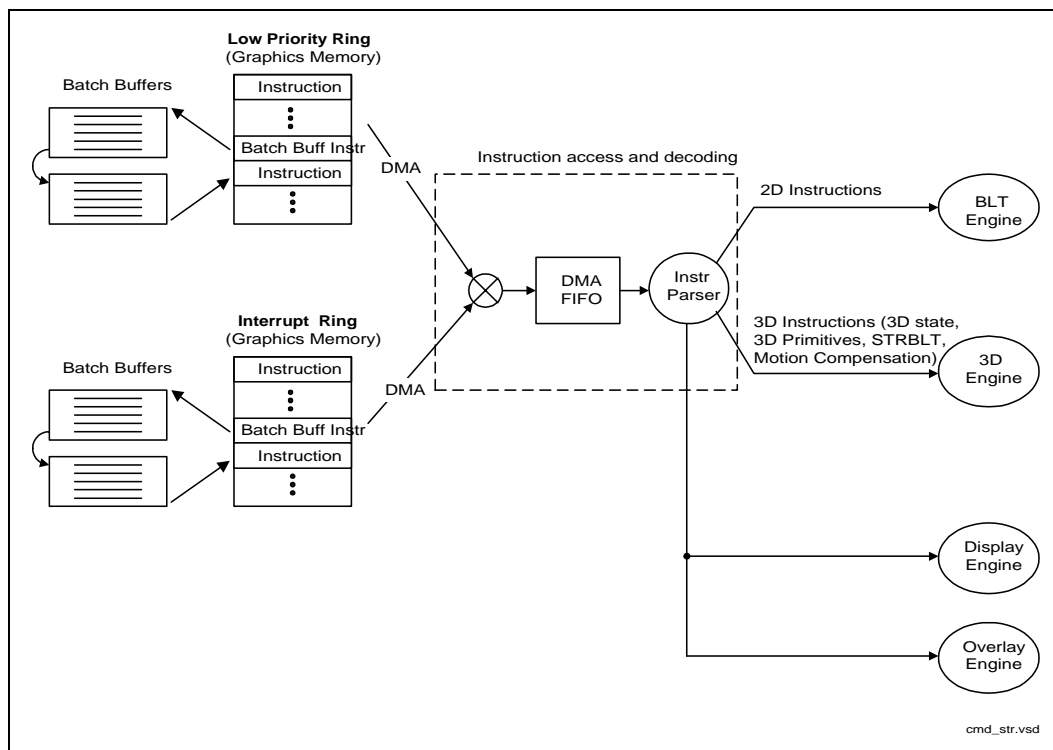 Low Priority Ring
(Graphics Memory)
Batch Buffers
Instruction
Batch Buff Instr
Instruction
DMA
Instruction access and decoding
2D Instructions
BLT
Engine
DMA
FIFO
Instr
Parser
3D Instructions (3D state,
3D Primitives, STRBLT,
Motion Compensation)
3D
Engine
Interrupt Ring
(Graphics Memory)
Batch Buffers
Instruction
Batch Buff Instr
Instruction
DMA
Display
Engine
Overlay
Engine
cmd_str.vsd